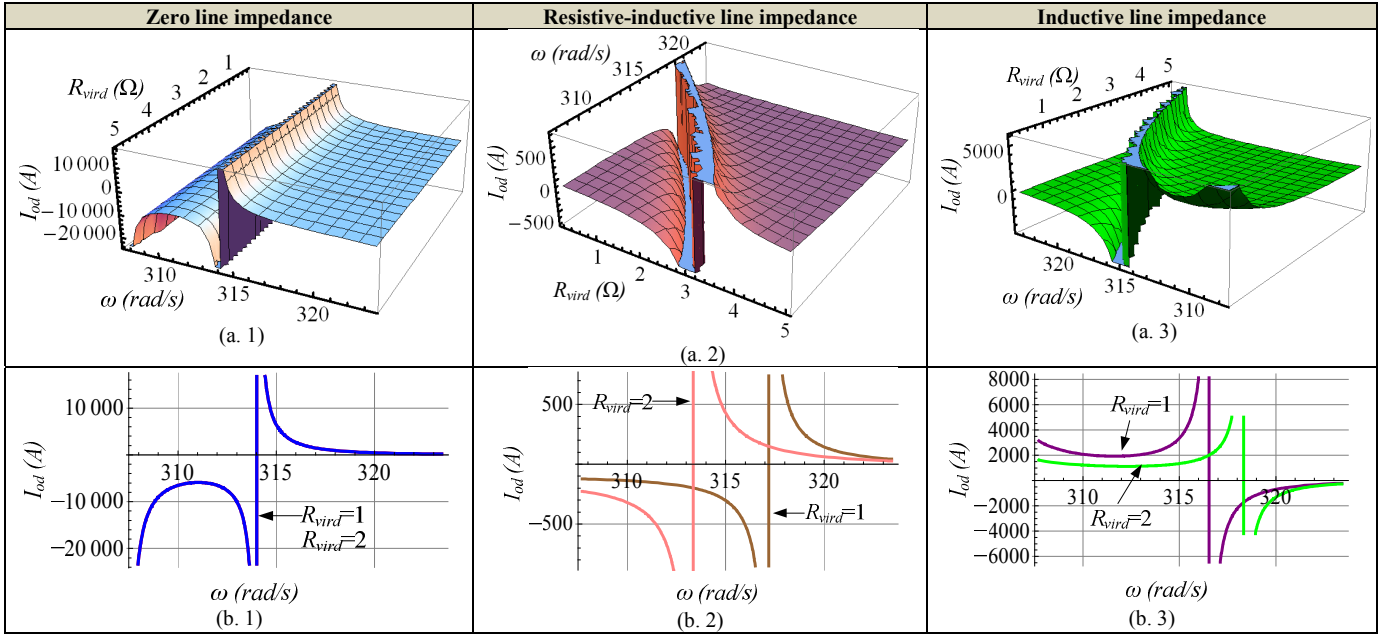 Zero line impedance
Resistive-inductive line impedance
Inductive line impedance
R_vird (Ω)
1
2
3
4
5
10 000
0
−10 000
−20 000
I_od (A)
310
315
320
ω (rad/s)
(a. 1)
ω (rad/s)
320
315
310
500
0
−500
I_od (A)
1
2
3
4
5
R_vird (Ω)
(a. 2)
R_vird (Ω)
5
4
3
2
1
5000
0
I_od (A)
320
315
310
ω (rad/s)
(a. 3)
10 000
−10 000
−20 000
I_od (A)
310
315
320
R_vird=1
R_vird=2
ω (rad/s)
(b. 1)
500
−500
I_od (A)
R_vird=2
310
315
320
R_vird=1
ω (rad/s)
(b. 2)
8000
6000
4000
2000
0
−2000
−4000
−6000
I_od (A)
R_vird=1
310
316
320
R_vird=2
ω (rad/s)
(b. 3)